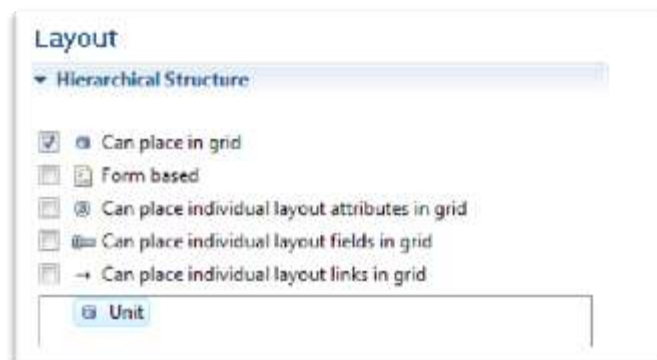 Layout
Hierarchical Structure
Can place in grid
Form based
Can place individual layout attributes in grid
Can place individual layout fields in grid
Can place individual layout links in grid
Unit